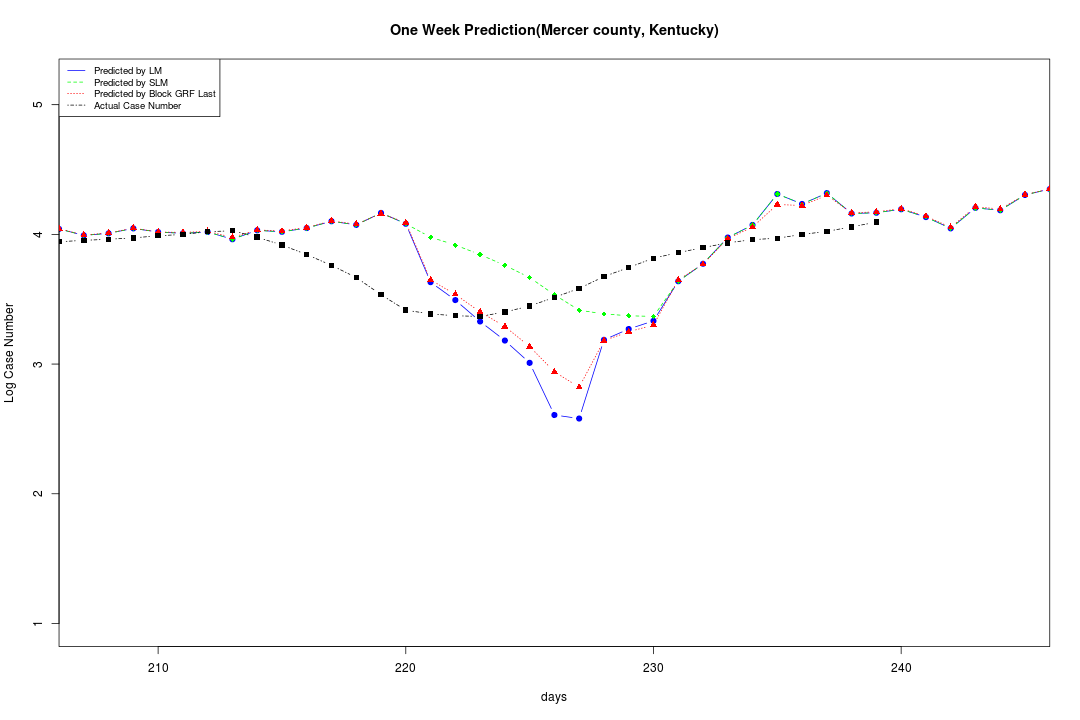 One Week Prediction(Mercer county, Kentucky)
Predicted by LM
Predicted by SLM
Predicted by Block GRF Last
Actual Case Number
5
4
3
2
1
Log Case Number
210 220 230 240
days